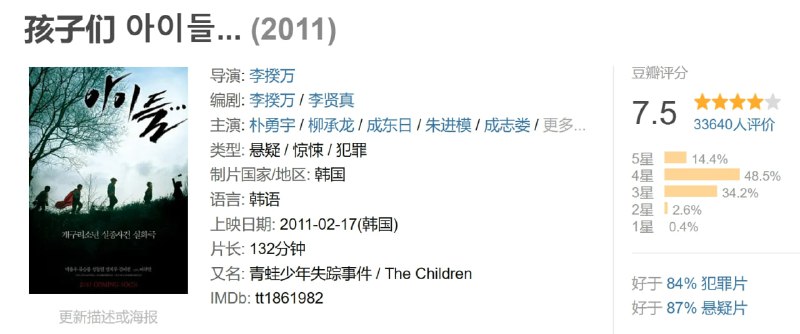 孩子们 아이들... (2011)
아이들...
개구리소년 실종사건 실화극
更新描述或海报
导演: 李揆万
编剧: 李揆万 / 李贤真
主演: 朴勇宇 / 柳承龙 / 成东日 / 朱进模 / 成志娄 / 更多...
类型: 悬疑 / 惊悚 / 犯罪
制片国家/地区: 韩国
语言: 韩语
上映日期: 2011-02-17(韩国)
片长: 132分钟
又名: 青蛙少年失踪事件 / The Children
IMDb: tt1861982
豆瓣评分
7.5
33640人评价
5星 14.4%
4星 48.5%
3星 34.2%
2星 2.6%
1星 0.4%
好于 84% 犯罪片
好于 87% 悬疑片